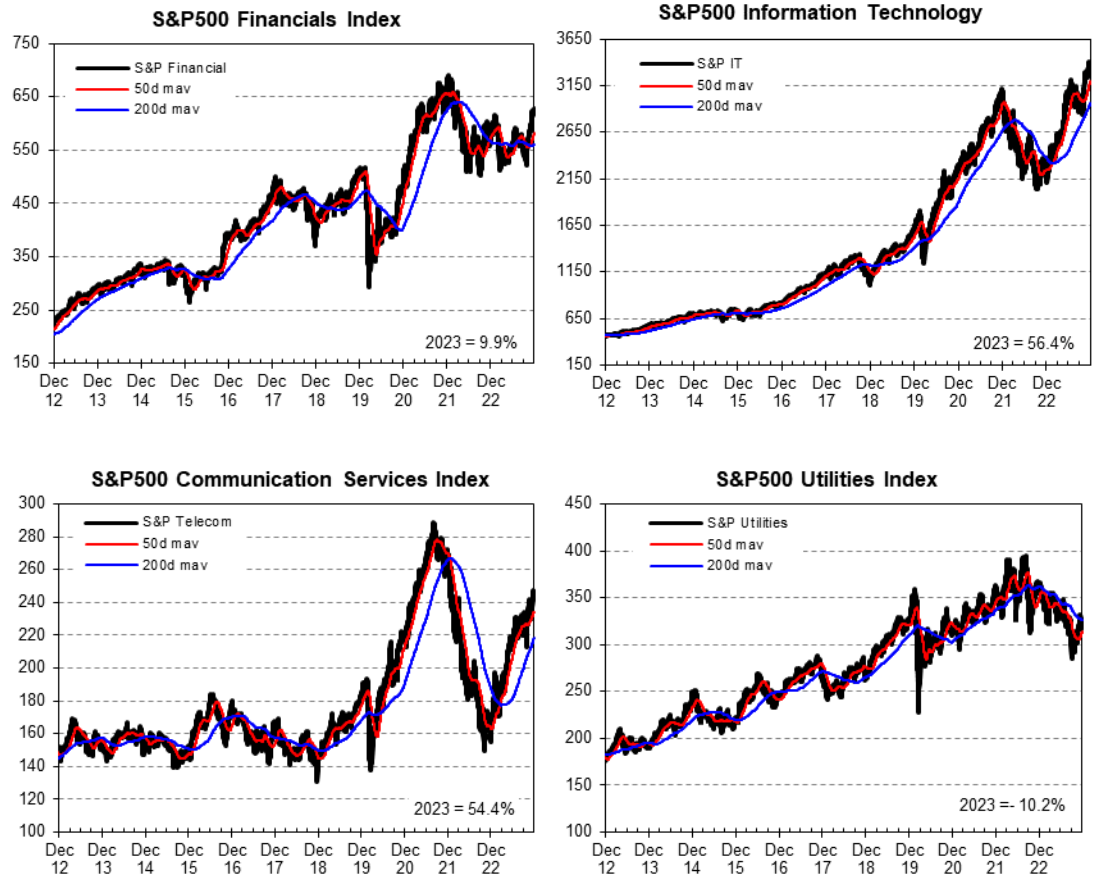 S&P500 Financials Index
750
650
550
450
350
250
150
S&P Financial
50d mav
200d mav
2023 = 9.9%
Dec Dec Dec Dec Dec Dec Dec Dec Dec Dec Dec
12 13 14 15 16 17 18 19 20 21 22
S&P500 Information Technology
3650
3150
2650
2150
1650
1150
650
150
S&P IT
50d mav
200d mav
2023 = 56.4%
Dec Dec Dec Dec Dec Dec Dec Dec Dec Dec Dec
12 13 14 15 16 17 18 19 20 21 22
S&P500 Communication Services Index
300
280
260
240
220
200
180
160
140
120
100
S&P Telecom
50d mav
200d mav
2023 = 54.4%
Dec Dec Dec Dec Dec Dec Dec Dec Dec Dec Dec
12 13 14 15 16 17 18 19 20 21 22
S&P500 Utilities Index
450
400
350
300
250
200
150
100
S&P Utilities
50d mav
200d mav
2023 =- 10.2%
Dec Dec Dec Dec Dec Dec Dec Dec Dec Dec Dec
12 13 14 15 16 17 18 19 20 21 22